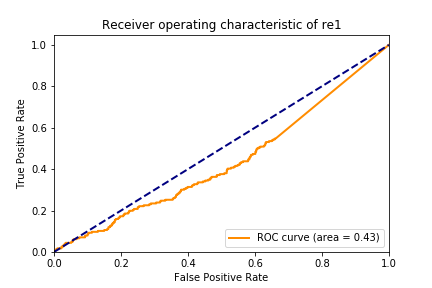 Receiver operating characteristic of re1
True Positive Rate
1.0
0.8
0.6
0.4
0.2
0.0
ROC curve (area = 0.43)
0.0 0.2 0.4 0.6 0.8 1.0
False Positive Rate